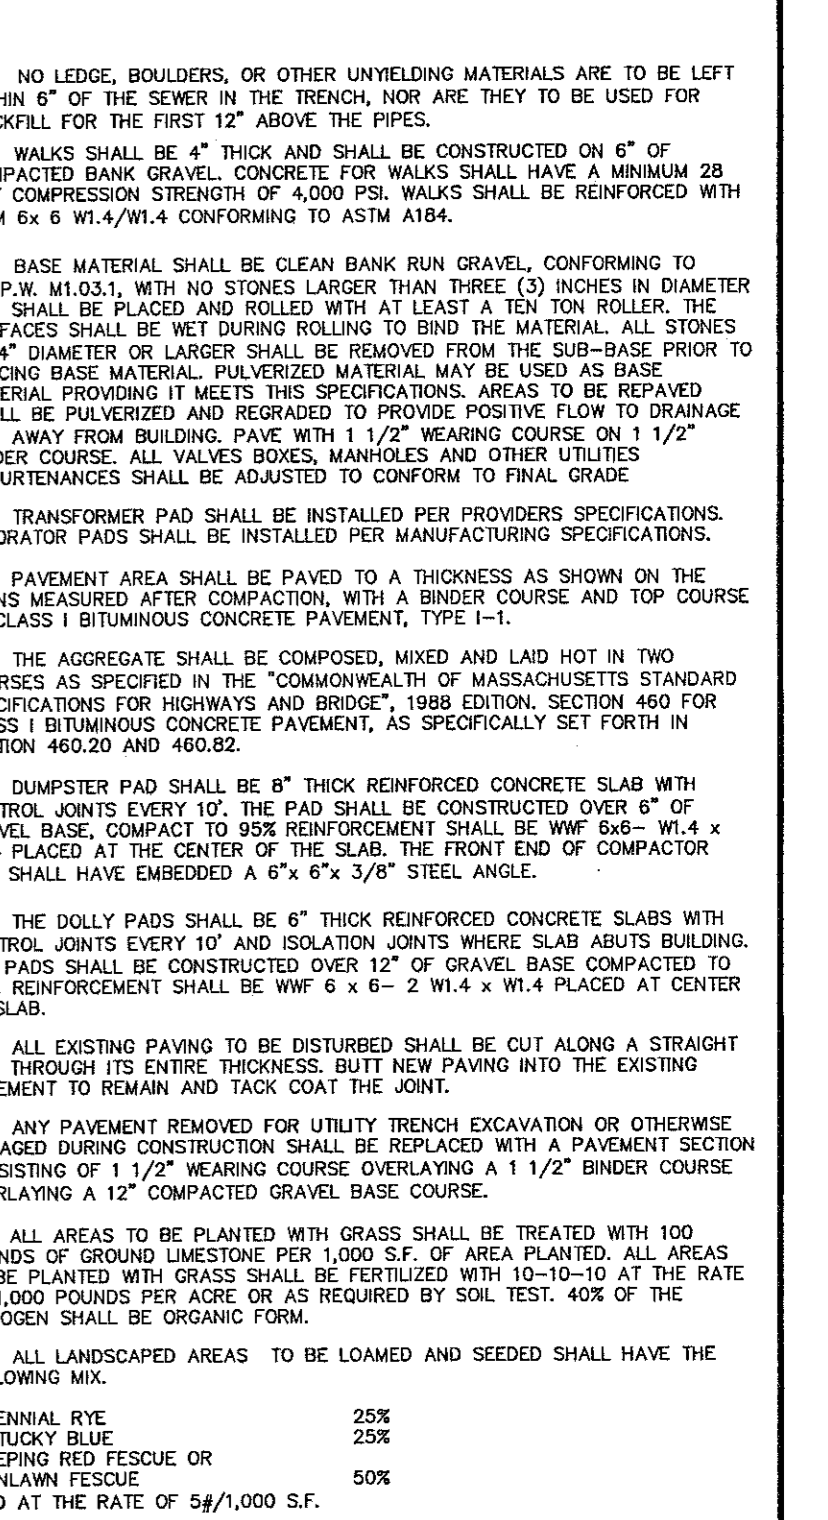 NO LEDGE, BOULDERS, OR OTHER UNYIELDING MATERIALS ARE TO BE LEFT
HIN 6" OF THE SEWER IN THE TRENCH, NOR ARE THEY TO BE USED FOR
CKFILL FOR THE FIRST 12" ABOVE THE PIPES.
WALKS SHALL BE 4" THICK AND SHALL BE CONSTRUCTED ON 6" OF
MPACTED BANK GRAVEL. CONCRETE FOR WALKS SHALL HAVE A MINIMUM 28
COMPRESSION STRENGTH OF 4,000 PSI. WALKS SHALL BE REINFORCED WITH
6x 6 W1.4/W1.4 CONFORMING TO ASTM A184.
BASE MATERIAL SHALL BE CLEAN BANK RUN GRAVEL, CONFORMING TO
P.W. M1.03.1, WITH NO STONES LARGER THAN THREE (3) INCHES IN DIAMETER
SHALL BE PLACED AND ROLLED WITH AT LEAST A TEN TON ROLLER. THE
FACES SHALL BE WET DURING ROLLING TO BIND THE MATERIAL. ALL STONES
4" DIAMETER OR LARGER SHALL BE REMOVED FROM THE SUB-BASE PRIOR TO
CING BASE MATERIAL. PULVERIZED MATERIAL MAY BE USED AS BASE
ERIAL PROVIDING IT MEETS THIS SPECIFICATIONS. AREAS TO BE REPAVED
LL BE PULVERIZED AND REGRADED TO PROVIDE POSITIVE FLOW TO DRAINAGE
AWAY FROM BUILDING. PAVE WITH 1 1/2" WEARING COURSE ON 1 1/2"
DER COURSE. ALL VALVES BOXES, MANHOLES AND OTHER UTILITIES
URTENANCES SHALL BE ADJUSTED TO CONFORM TO FINAL GRADE
TRANSFORMER PAD SHALL BE INSTALLED PER PROVIDERS SPECIFICATIONS.
ORATOR PADS SHALL BE INSTALLED PER MANUFACTURING SPECIFICATIONS.
PAVEMENT AREA SHALL BE PAVED TO A THICKNESS AS SHOWN ON THE
NS MEASURED AFTER COMPACTION, WITH A BINDER COURSE AND TOP COURSE
CLASS I BITUMINOUS CONCRETE PAVEMENT, TYPE I-1.
THE AGGREGATE SHALL BE COMPOSED, MIXED AND LAID HOT IN TWO
RSES AS SPECIFIED IN THE "COMMONWEALTH OF MASSACHUSETTS STANDARD
CIFICATIONS FOR HIGHWAYS AND BRIDGE", 1988 EDITION. SECTION 460 FOR
SS I BITUMINOUS CONCRETE PAVEMENT, AS SPECIFICALLY SET FORTH IN
TION 460.20 AND 460.82.
DUMPSTER PAD SHALL BE 8" THICK REINFORCED CONCRETE SLAB WITH
TROL JOINTS EVERY 10'. THE PAD SHALL BE CONSTRUCTED OVER 6" OF
VEL BASE, COMPACT TO 95% REINFORCEMENT SHALL BE WWF 6x6- W1.4 x
PLACED AT THE CENTER OF THE SLAB. THE FRONT END OF COMPACTOR
SHALL HAVE EMBEDDED A 6"x 6"x 3/8" STEEL ANGLE.
THE DOLLY PADS SHALL BE 6" THICK REINFORCED CONCRETE SLABS WITH
TROL JOINTS EVERY 10' AND ISOLATION JOINTS WHERE SLAB ABUTS BUILDING.
PADS SHALL BE CONSTRUCTED OVER 12" OF GRAVEL BASE COMPACTED TO
REINFORCEMENT SHALL BE WWF 6 x 6- 2 W1.4 x W1.4 PLACED AT CENTER
SLAB.
ALL EXISTING PAVING TO BE DISTURBED SHALL BE CUT ALONG A STRAIGHT
THROUGH ITS ENTIRE THICKNESS. BUTT NEW PAVING INTO THE EXISTING
EMENT TO REMAIN AND TACK COAT THE JOINT.
ANY PAVEMENT REMOVED FOR UTILITY TRENCH EXCAVATION OR OTHERWISE
AGED DURING CONSTRUCTION SHALL BE REPLACED WITH A PAVEMENT SECTION
SISTING OF 1 1/2" WEARING COURSE OVERLAYING A 1 1/2" BINDER COURSE
RLAYING A 12" COMPACTED GRAVEL BASE COURSE.
ALL AREAS TO BE PLANTED WITH GRASS SHALL BE TREATED WITH 100
NDS OF GROUND LIMESTONE PER 1,000 S.F. OF AREA PLANTED. ALL AREAS
BE PLANTED WITH GRASS SHALL BE FERTILIZED WITH 10-10-10 AT THE RATE
1,000 POUNDS PER ACRE OR AS REQUIRED BY SOIL TEST. 40% OF THE
OGEN SHALL BE ORGANIC FORM.
ALL LANDSCAPED AREAS TO BE LOAMED AND SEEDED SHALL HAVE THE
LOWING MIX.
ENNIAL RYE 25%
TUCKY BLUE 25%
EPING RED FESCUE OR
NLAWN FESCUE 50%
AT THE RATE OF 5#/1,000 S.F.